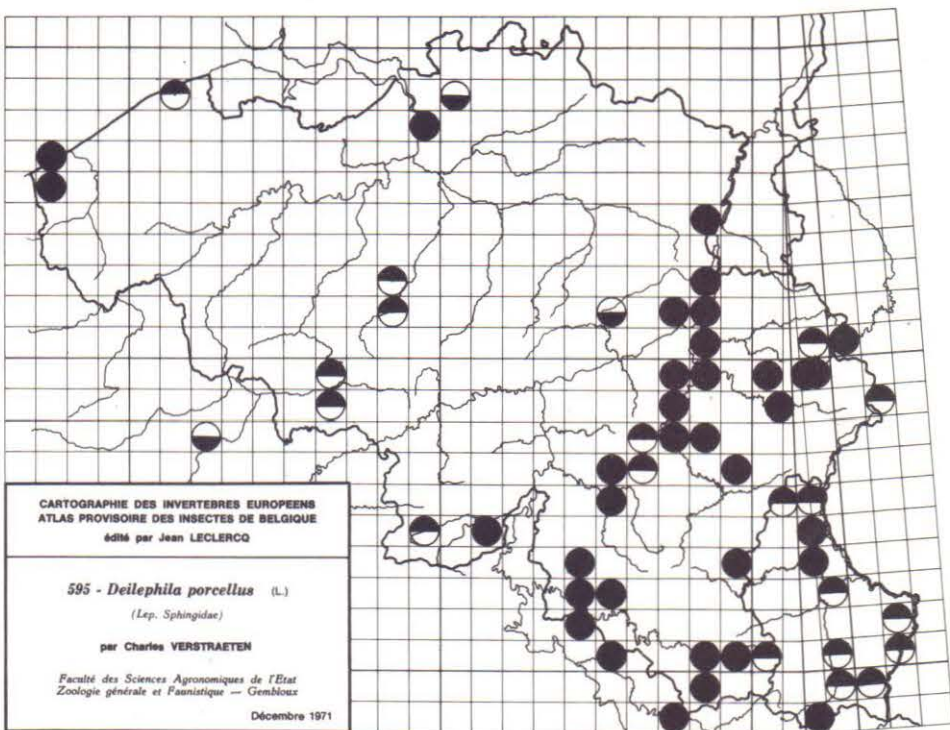 CARTOGRAPHIE DES INVERTEBRES EUROPEENS
ATLAS PROVISOIRE DES INSECTES DE BELGIQUE
édité par Jean LECLERCQ
595 - Deilephila porcellus (L.)
(Lep. Sphingidae)
par Charles VERSTRAETEN
Faculté des Sciences Agronomiques de l'Etat
Zoologie générale et Faunistique — Gembloux
Décembre 1971